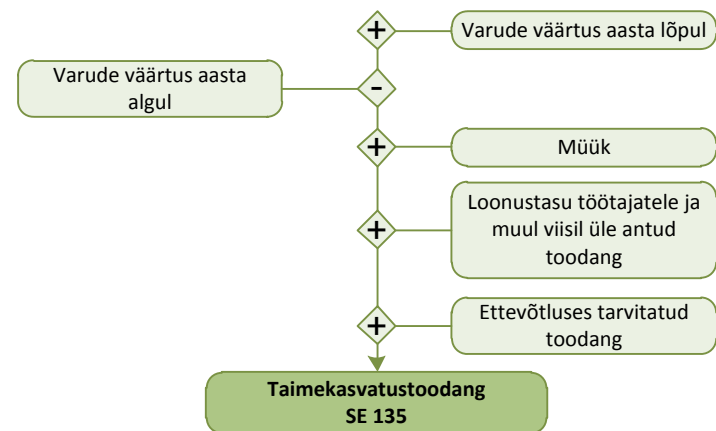 +
Varude väärtus aasta lõpul
Varude väärtus aasta
algul
-
+
Müük
+
Loonustasu töötajatele ja
muul viisil üle antud
toodang
+
Ettevõtluses tarvitatud
toodang
Taimekasvatustoodang
SE 135